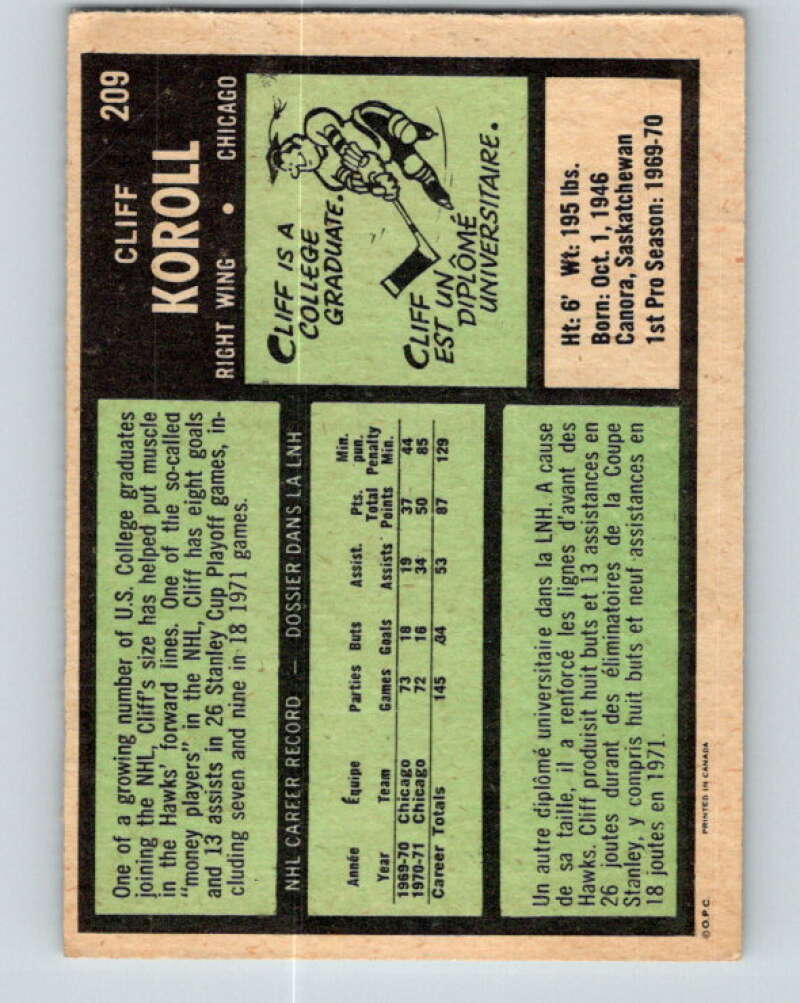 CLIFF 209
KOROLL
RIGHT WING • CHICAGO
One of a growing number of U.S. College graduates
joining the NHL, Cliff's size has helped put muscle
in the Hawks' forward lines. One of the so-called
"money players" in the NHL, Cliff has eight goals
and 13 assists in 26 Stanley Cup Playoff games, in-
cluding seven and nine in 18 1971 games.
CLIFF IS A
COLLEGE
GRADUATE.
CLIFF
EST UN
DIPLÔMÉ
UNIVERSITAIRE.
NHL CAREER RECORD — DOSSIER DANS LA LNH
Année Équipe Parties Buts Assist. Pts. Total Min. pun. Penalty
Year Team Games Goals Assists Points Min.
1969-70 Chicago 73 18 19 37 44
1970-71 Chicago 72 16 34 50 85
Career Totals 145 34 53 87 129
Ht: 6' Wt: 195 lbs.
Born: Oct. 1, 1946
Canora, Saskatchewan
1st Pro Season: 1969-70
Un autre diplômé universitaire dans la LNH. A cause
de sa taille, il a renforcé les lignes d'avant des
Hawks. Cliff produisit huit buts et 13 assistances en
26 joutes durant des éliminatoires de la Coupe
Stanley, y compris huit buts et neuf assistances en
18 joutes en 1971.
©O.P.C. PRINTED IN CANADA